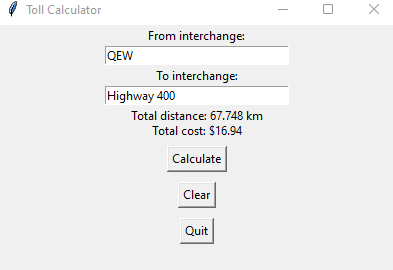 Toll Calculator
From interchange:
QEW
To interchange:
Highway 400
Total distance: 67.748 km
Total cost: $16.94
Calculate
Clear
Quit